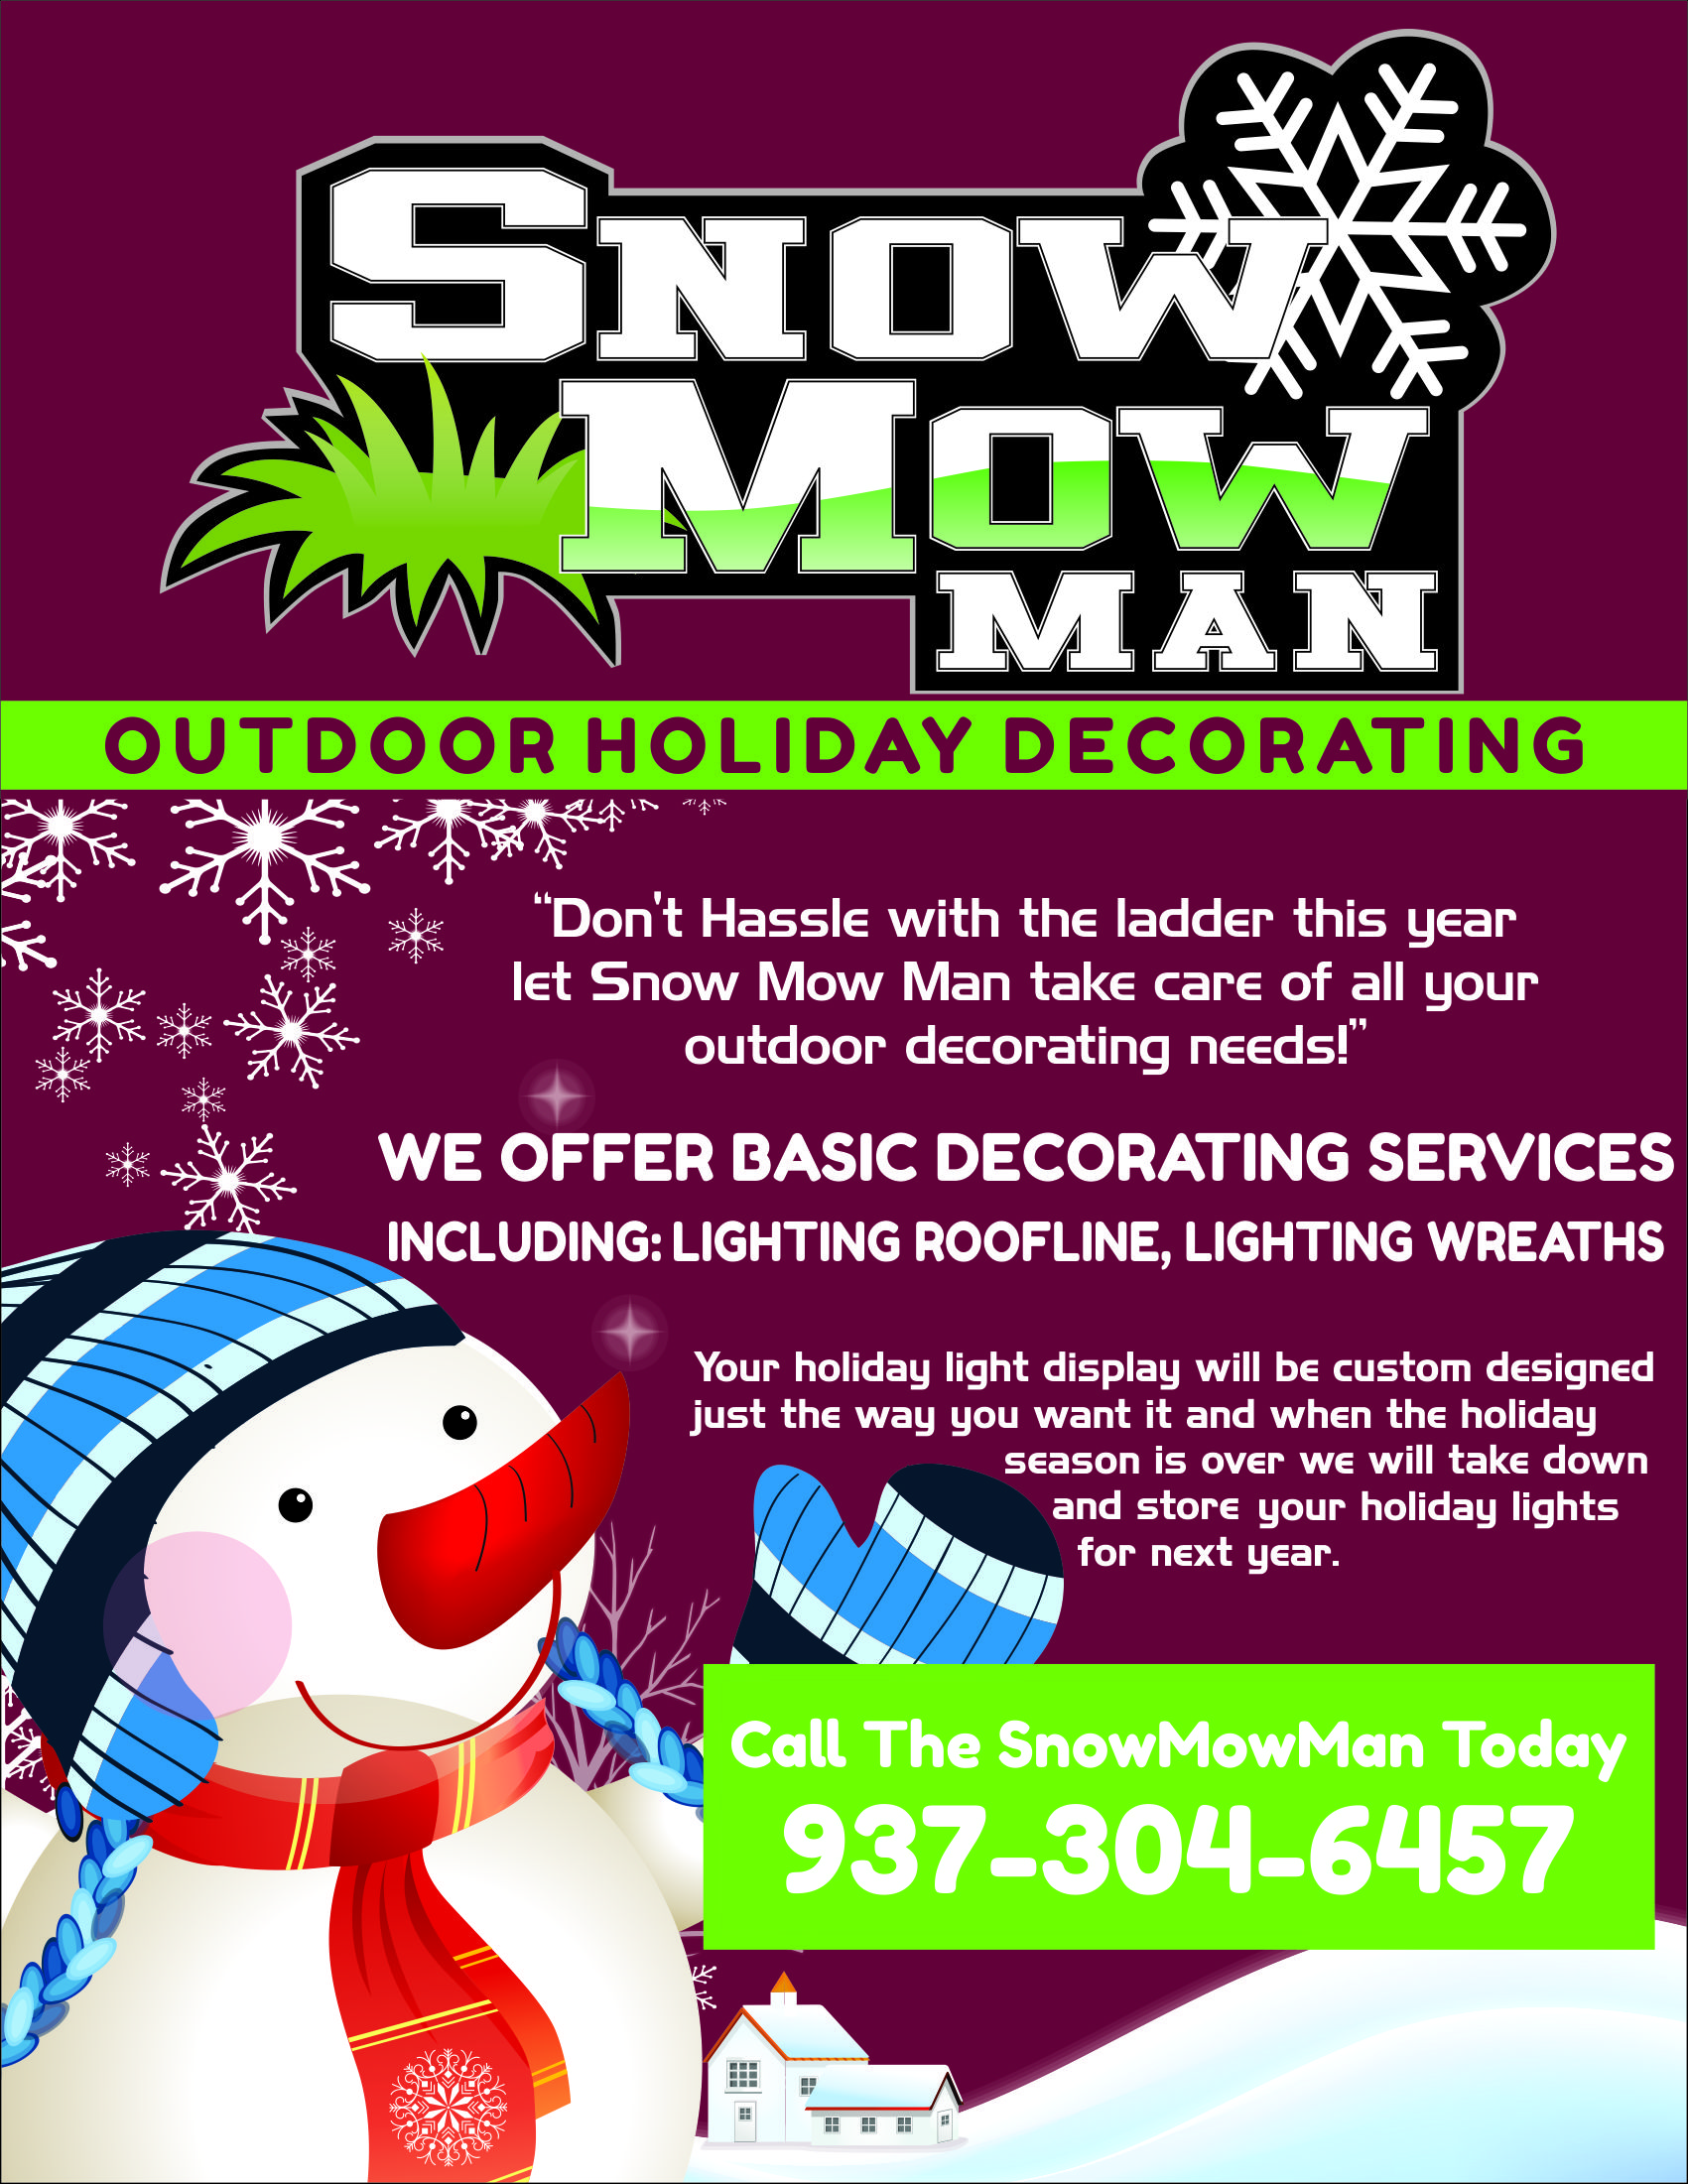 SNOW
MOW
MAN
OUTDOOR HOLIDAY DECORATING
“Don't Hassle with the ladder this year
let Snow Mow Man take care of all your
outdoor decorating needs!”
WE OFFER BASIC DECORATING SERVICES
INCLUDING: LIGHTING ROOFLINE, LIGHTING WREATHS
Your holiday light display will be custom designed
just the way you want it and when the holiday
season is over we will take down
and store your holiday lights
for next year.
Call The SnowMowMan Today
937-304-6457